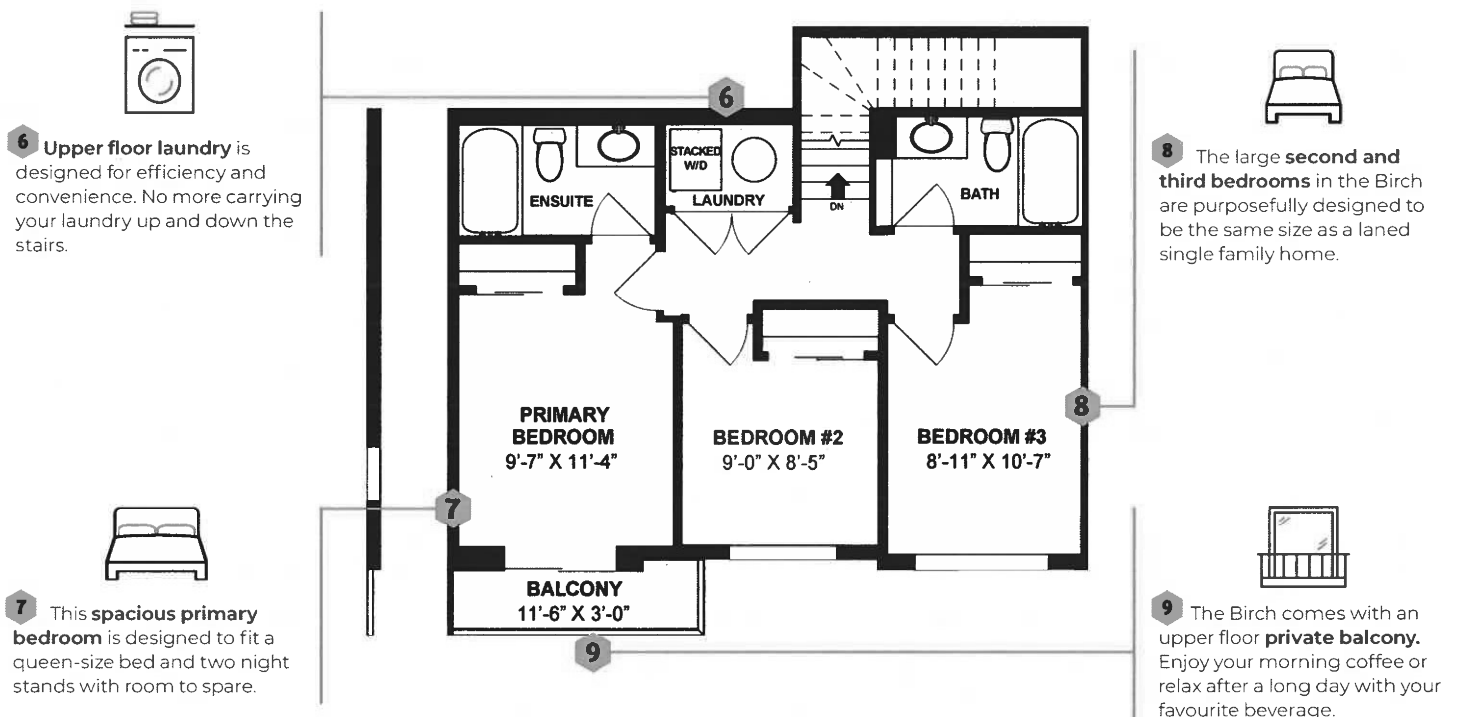 6 Upper floor laundry is
designed for efficiency and
convenience. No more carrying
your laundry up and down the
stairs.
7 This spacious primary
bedroom is designed to fit a
queen-size bed and two night
stands with room to spare.
6
STACKED
W/D
LAUNDRY
ENSUITE
DN
BATH
PRIMARY
BEDROOM
9'-7" X 11'-4"
BEDROOM #2
9'-0" X 8'-5"
BEDROOM #3
8'-11" X 10'-7"
8
7
BALCONY
11'-6" X 3'-0"
9
8 The large second and
third bedrooms in the Birch
are purposefully designed to
be the same size as a laned
single family home.
9 The Birch comes with an
upper floor private balcony.
Enjoy your morning coffee or
relax after a long day with your
favourite beverage.